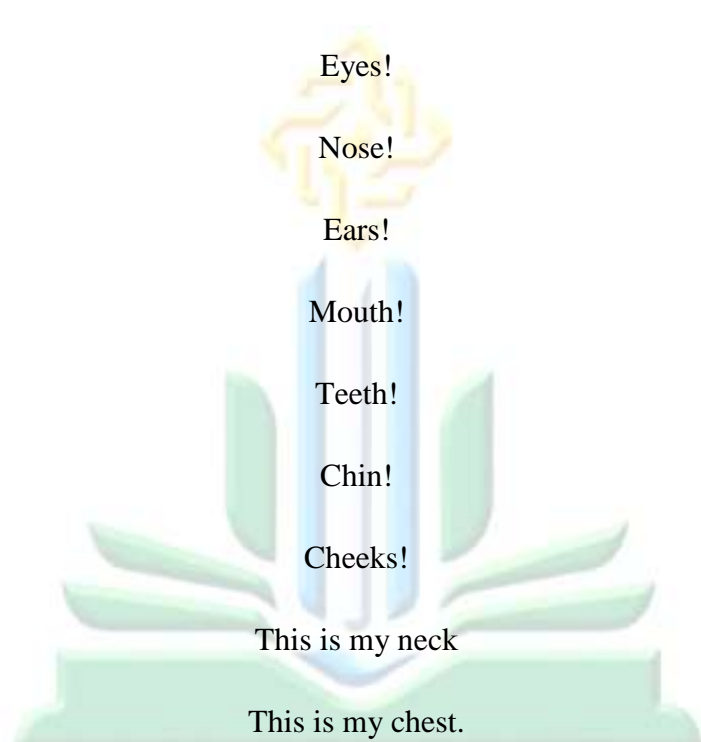 Eyes!
Nose!
Ears!
Mouth!
Teeth!
Chin!
Cheeks!
This is my neck
This is my chest.